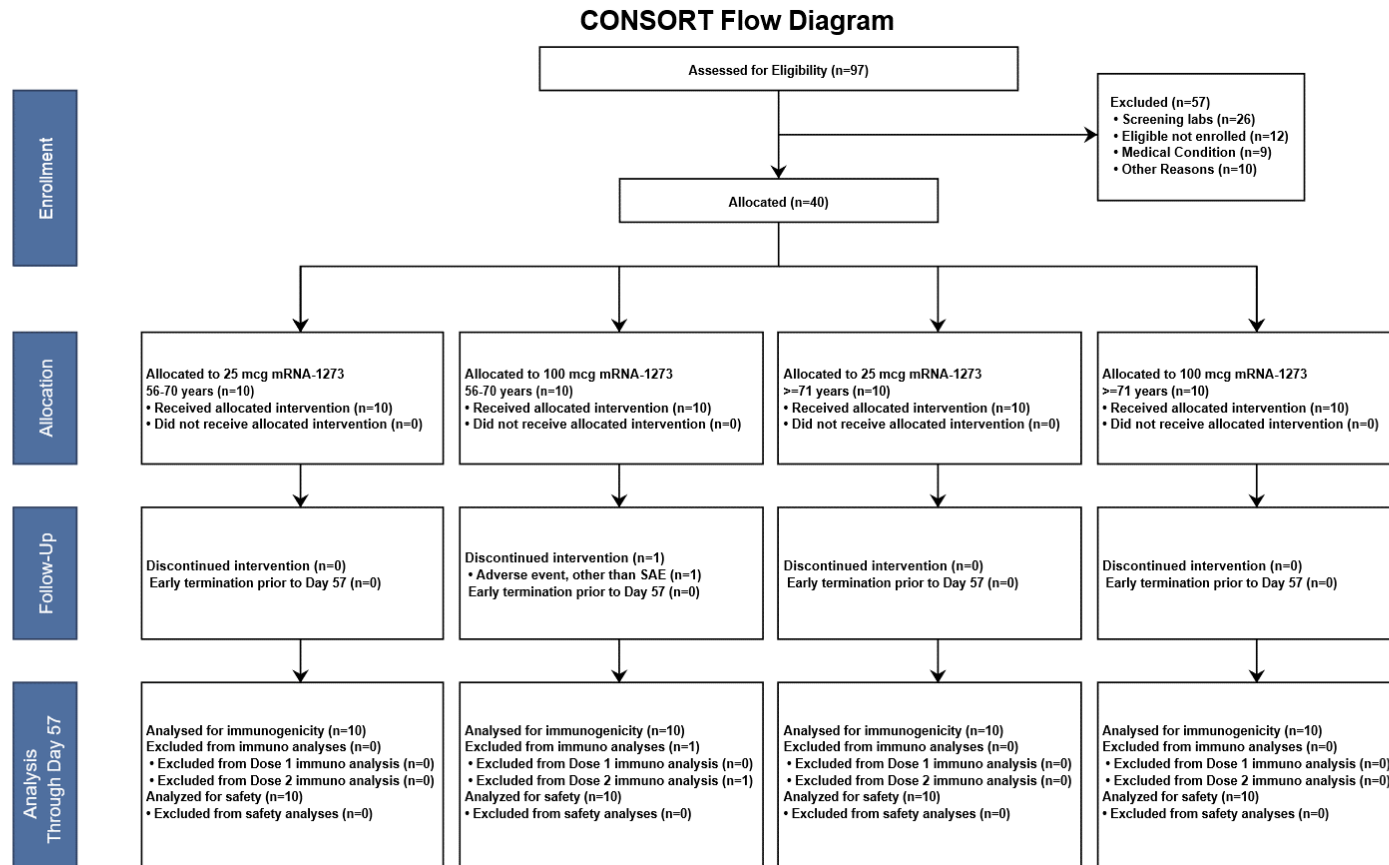 CONSORT Flow Diagram
Assessed for Eligibility (n=97)
Excluded (n=57)
• Screening labs (n=26)
• Eligible not enrolled (n=12)
• Medical Condition (n=9)
• Other Reasons (n=10)
Enrollment
Allocated (n=40)
Allocation
Allocated to 25 mcg mRNA-1273
56-70 years (n=10)
• Received allocated intervention (n=10)
• Did not receive allocated intervention (n=0)
Allocated to 100 mcg mRNA-1273
56-70 years (n=10)
• Received allocated intervention (n=10)
• Did not receive allocated intervention (n=0)
Allocated to 25 mcg mRNA-1273
>=71 years (n=10)
• Received allocated intervention (n=10)
• Did not receive allocated intervention (n=0)
Allocated to 100 mcg mRNA-1273
>=71 years (n=10)
• Received allocated intervention (n=10)
• Did not receive allocated intervention (n=0)
Follow-Up
Discontinued intervention (n=0)
Early termination prior to Day 57 (n=0)
Discontinued intervention (n=1)
• Adverse event, other than SAE (n=1)
Early termination prior to Day 57 (n=0)
Discontinued intervention (n=0)
Early termination prior to Day 57 (n=0)
Discontinued intervention (n=0)
Early termination prior to Day 57 (n=0)
Analysis
Through Day 57
Analysed for immunogenicity (n=10)
Excluded from immuno analyses (n=0)
• Excluded from Dose 1 immuno analysis (n=0)
• Excluded from Dose 2 immuno analysis (n=0)
Analyzed for safety (n=10)
• Excluded from safety analyses (n=0)
Analysed for immunogenicity (n=10)
Excluded from immuno analyses (n=1)
• Excluded from Dose 1 immuno analysis (n=0)
• Excluded from Dose 2 immuno analysis (n=1)
Analyzed for safety (n=10)
• Excluded from safety analyses (n=0)
Analysed for immunogenicity (n=10)
Excluded from immuno analyses (n=0)
• Excluded from Dose 1 immuno analysis (n=0)
• Excluded from Dose 2 immuno analysis (n=0)
Analyzed for safety (n=10)
• Excluded from safety analyses (n=0)
Analysed for immunogenicity (n=10)
Excluded from immuno analyses (n=0)
• Excluded from Dose 1 immuno analysis (n=0)
• Excluded from Dose 2 immuno analysis (n=0)
Analyzed for safety (n=10)
• Excluded from safety analyses (n=0)